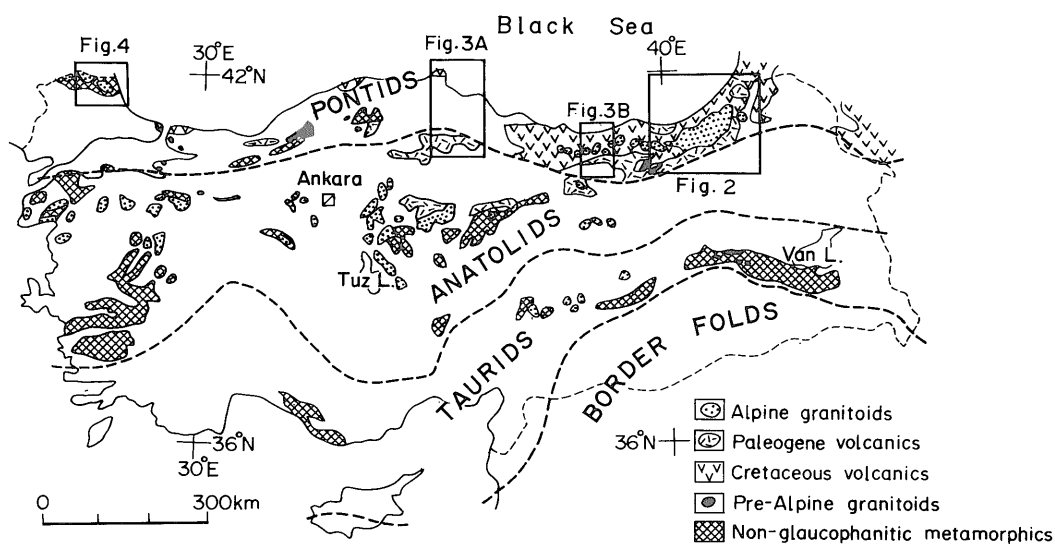 Black Sea
Fig.4
30°E
42°N
Fig.3A
40°E
PONTIDS
Fig.3B
Fig. 2
Ankara
ANATOLIDS
Tuz L.
Van L.
TAURIDS
BORDER FOLDS
36°N
30°E
36°N
0 300km
Alpine granitoids
Paleogene volcanics
Cretaceous volcanics
Pre-Alpine granitoids
Non-glaucophanitic metamorphics